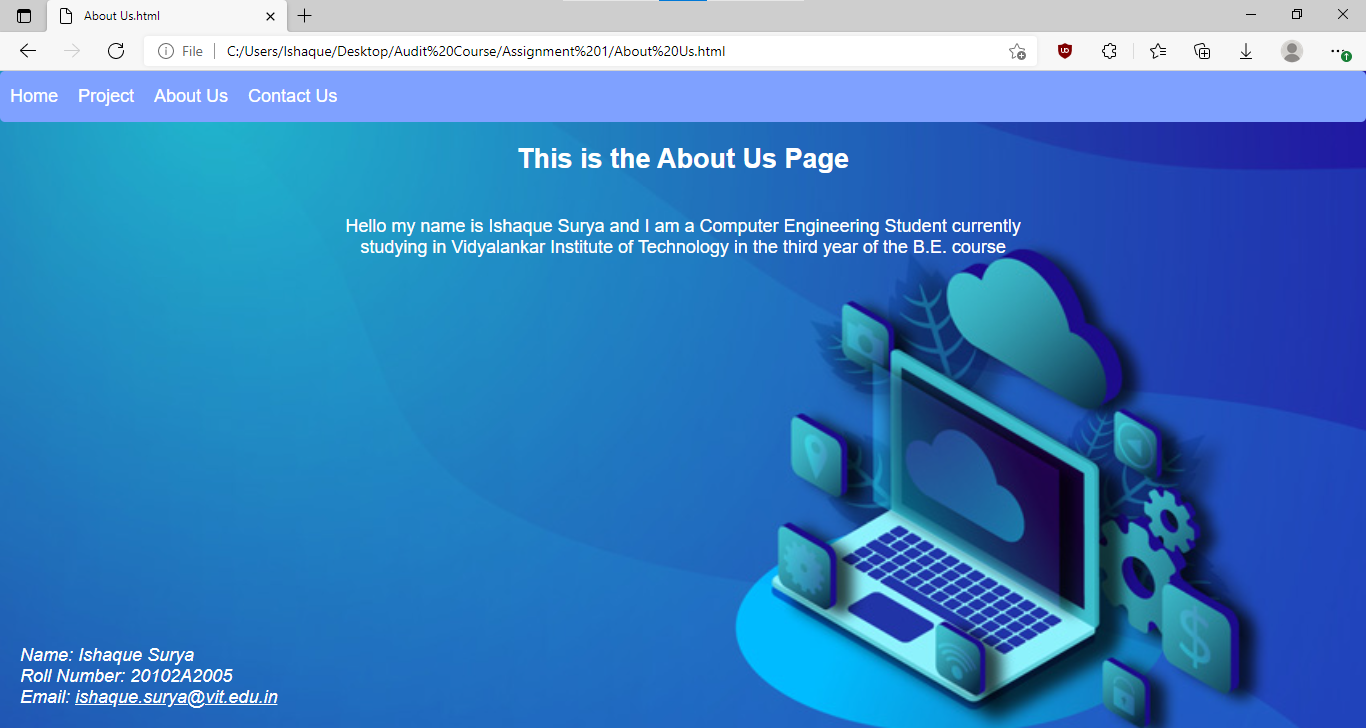 About Us.html
File
C:/Users/Ishaque/Desktop/Audit%20Course/Assignment%201/About%20Us.html
Home Project About Us Contact Us
This is the About Us Page
Hello my name is Ishaque Surya and I am a Computer Engineering Student currently
studying in Vidyalankar Institute of Technology in the third year of the B.E. course
$
Name: Ishaque Surya
Roll Number: 20102A2005
Email: ishaque.surya@vit.edu.in